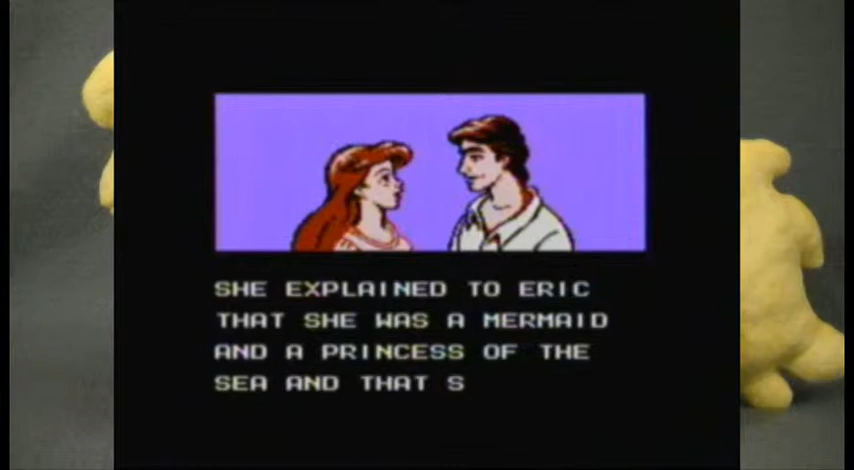 SHE EXPLAINED TO ERIC
THAT SHE WAS A MERMAID
AND A PRINCESS OF THE
SEA AND THAT S